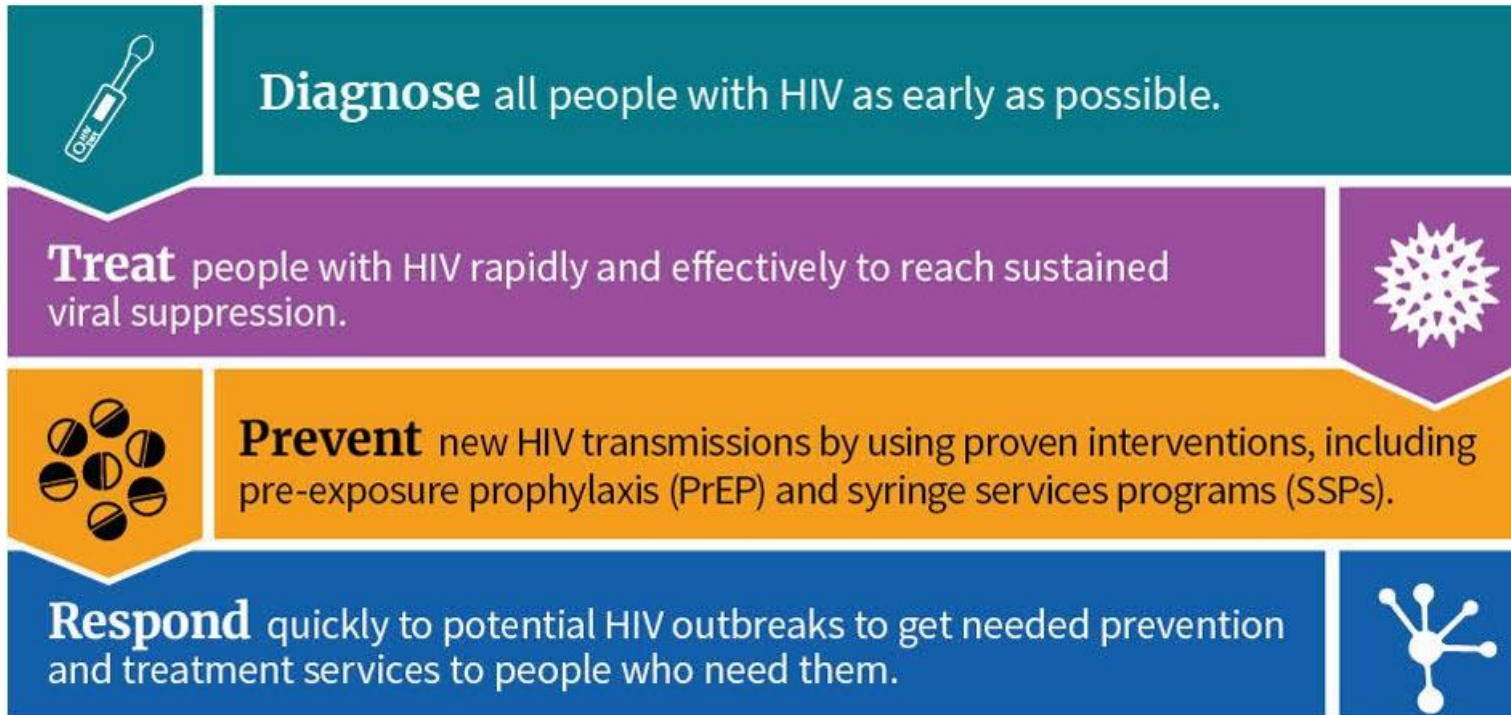 Diagnose all people with HIV as early as possible.
Treat people with HIV rapidly and effectively to reach sustained
viral suppression.
Prevent new HIV transmissions by using proven interventions, including
pre-exposure prophylaxis (PrEP) and syringe services programs (SSPs).
Respond quickly to potential HIV outbreaks to get needed prevention
and treatment services to people who need them.